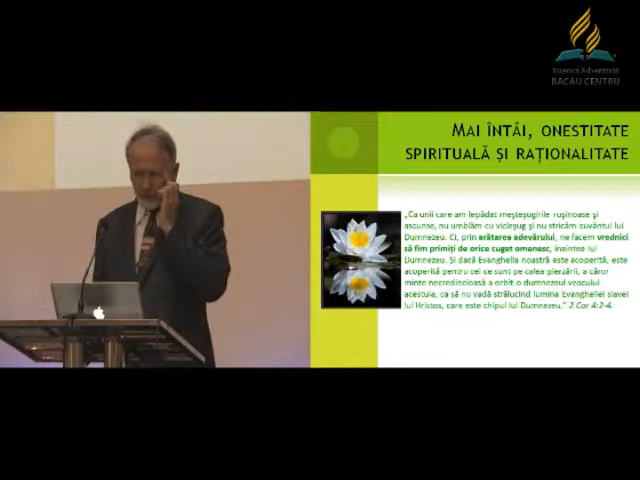 Biserica Adventistă
BACĂU CENTRU
MAI ÎNTÂI, ONESTITATE
SPIRITUALĂ ȘI RAȚIONALITATE
„Ca unii care am lepădat meșteșugirile rușinoase și
ascunse, nu umblăm cu vicleșug și nu stricăm cuvântul lui
Dumnezeu. Ci, prin arătarea adevărului, ne facem vrednici
să fim primiți de orice cuget omenesc, înaintea lui
Dumnezeu. Și dacă Evanghelia noastră este acoperită, este
acoperită pentru cei ce sunt pe calea pierzării, a căror
minte necredincioasă a orbit-o dumnezeul veacului
acestuia, ca să nu vadă strălucind lumina Evangheliei slavei
lui Hristos, care este chipul lui Dumnezeu." 2 Cor 4:2-4.